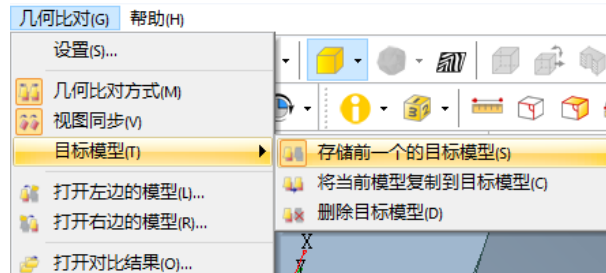 几何比对(G) 帮助(H)
设置(S)...
几何比对方式(M)
视图同步(V)
目标模型(T)
存储前一个的目标模型(S)
将当前模型复制到目标模型(C)
删除目标模型(D)
打开左边的模型(L)...
打开右边的模型(R)...
打开对比结果(O)...
X